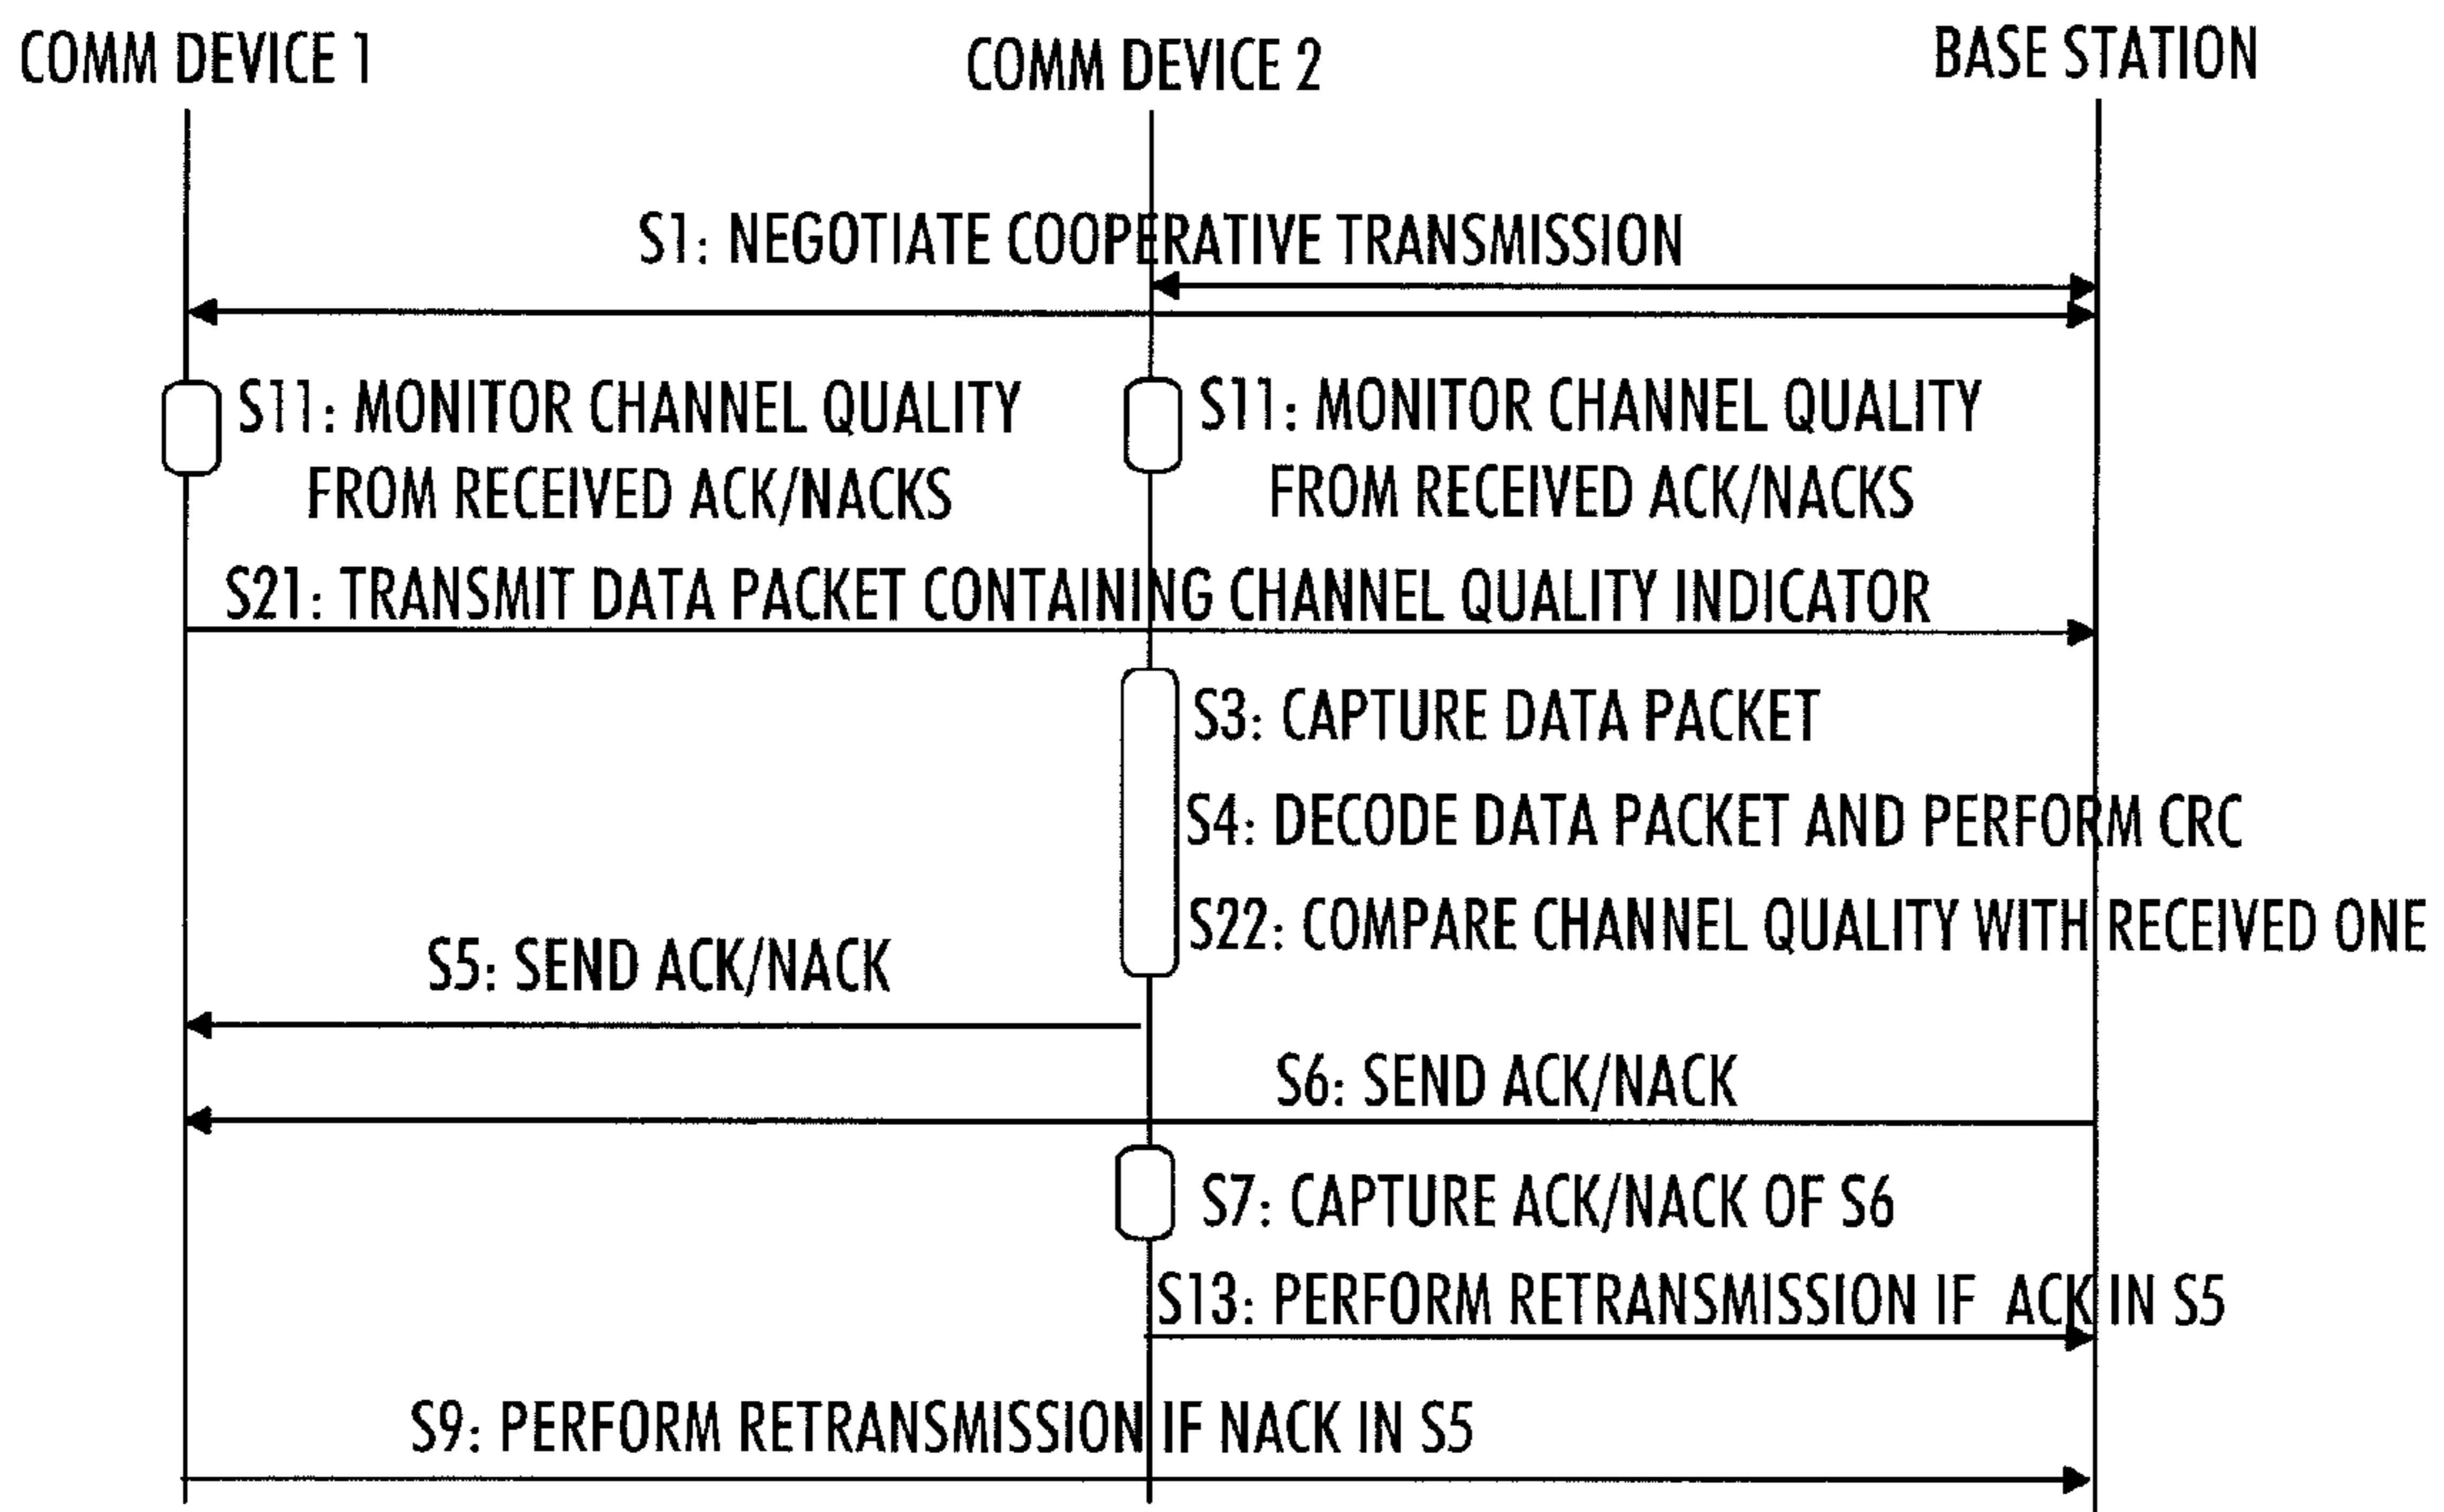 COMM DEVICE 1
COMM DEVICE 2
BASE STATION
S1: NEGOTIATE COOPERATIVE TRANSMISSION
S11: MONITOR CHANNEL QUALITY
FROM RECEIVED ACK/NACKS
S11: MONITOR CHANNEL QUALITY
FROM RECEIVED ACK/NACKS
S21: TRANSMIT DATA PACKET CONTAINING CHANNEL QUALITY INDICATOR
S3: CAPTURE DATA PACKET
S4: DECODE DATA PACKET AND PERFORM CRC
S22: COMPARE CHANNEL QUALITY WITH RECEIVED ONE
S5: SEND ACK/NACK
S6: SEND ACK/NACK
S7: CAPTURE ACK/NACK OF S6
S13: PERFORM RETRANSMISSION IF ACK IN S5
S9: PERFORM RETRANSMISSION IF NACK IN S5